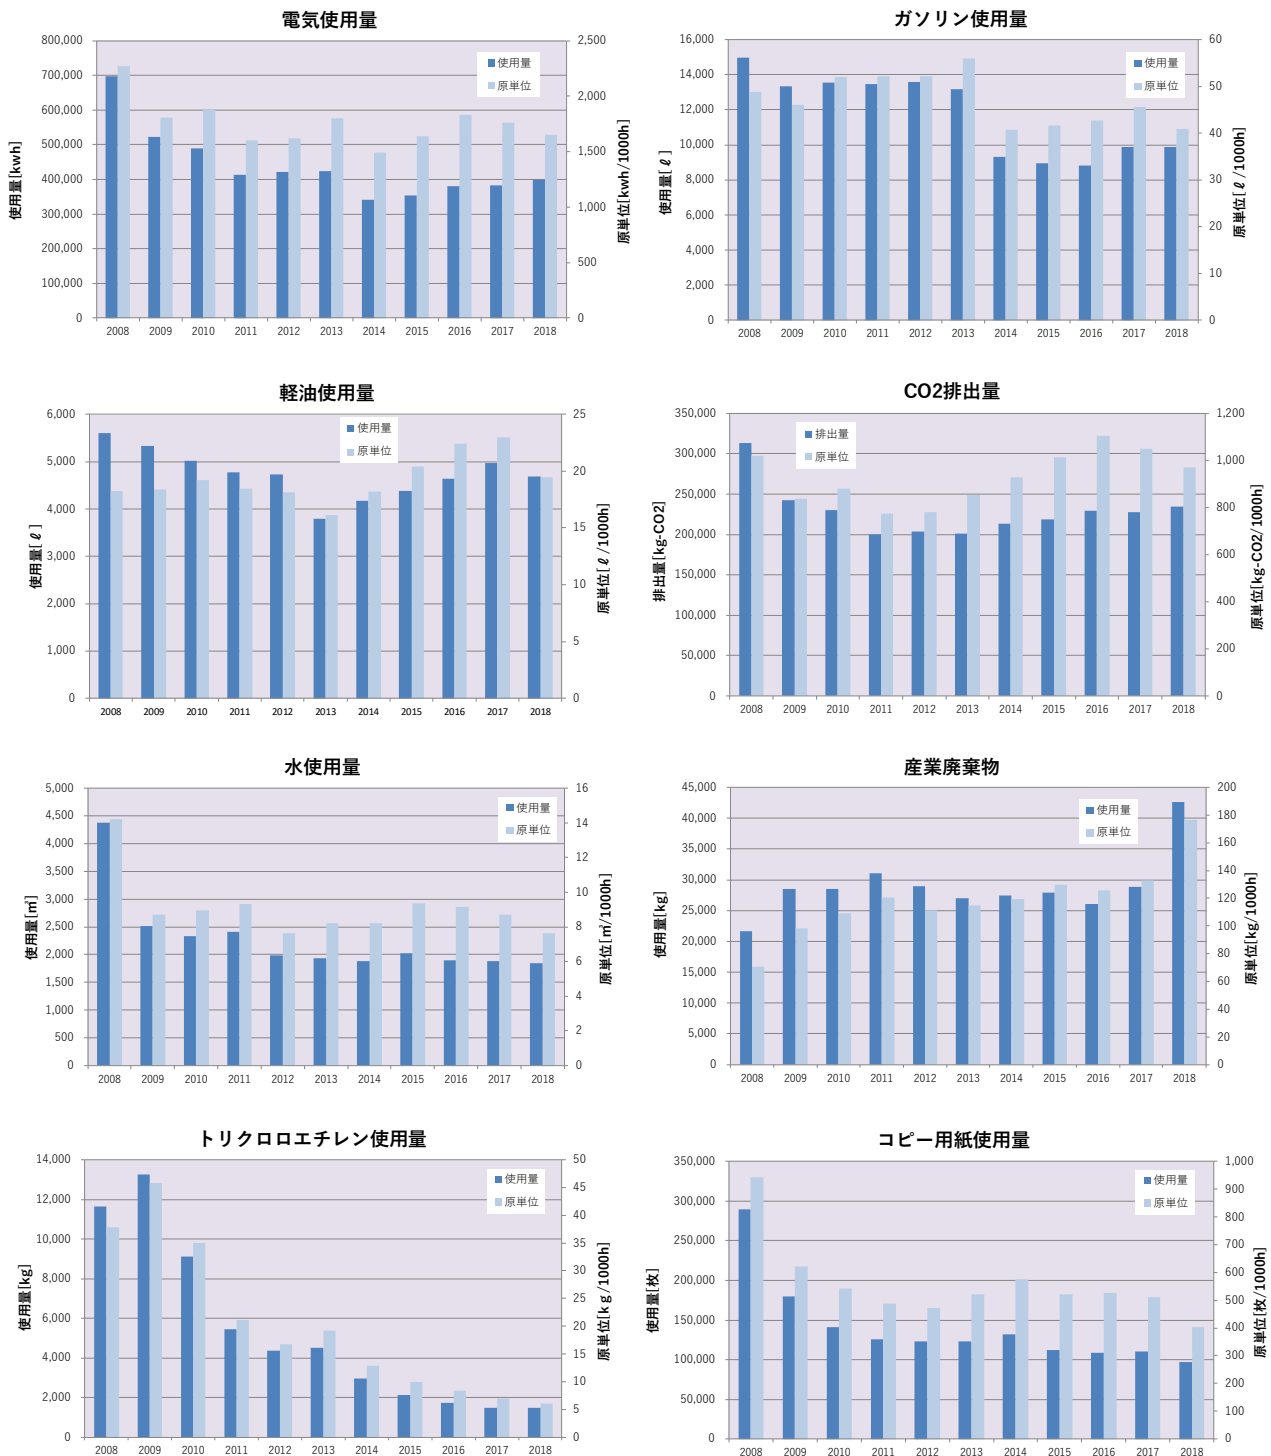 電気使用量
800,000
700,000
600,000
500,000
400,000
300,000
200,000
100,000
0
使用量[kwh]
2,500
2,000
1,500
1,000
500
0
原単位[kwh/1000h]
使用量
原単位
2008 2009 2010 2011 2012 2013 2014 2015 2016 2017 2018
ガソリン使用量
16,000
14,000
12,000
10,000
8,000
6,000
4,000
2,000
0
使用量[ℓ]
60
50
40
30
20
10
0
原単位[ℓ/1000h]
使用量
原単位
2008 2009 2010 2011 2012 2013 2014 2015 2016 2017 2018
軽油使用量
6,000
5,000
4,000
3,000
2,000
1,000
0
使用量[ℓ]
25
20
15
10
5
0
原単位[ℓ/1000h]
使用量
原単位
2008 2009 2010 2011 2012 2013 2014 2015 2016 2017 2018
CO2排出量
350,000
300,000
250,000
200,000
150,000
100,000
50,000
0
排出量[kg-CO2]
1,200
1,000
800
600
400
200
0
原単位[kg-CO2/1000h]
排出量
原単位
2008 2009 2010 2011 2012 2013 2014 2015 2016 2017 2018
水使用量
5,000
4,500
4,000
3,500
3,000
2,500
2,000
1,500
1,000
500
0
使用量[㎥]
16
14
12
10
8
6
4
2
0
原単位[㎥/1000h]
使用量
原単位
2008 2009 2010 2011 2012 2013 2014 2015 2016 2017 2018
産業廃棄物
45,000
40,000
35,000
30,000
25,000
20,000
15,000
10,000
5,000
0
使用量[kg]
200
180
160
140
120
100
80
60
40
20
0
原単位[kg/1000h]
使用量
原単位
2008 2009 2010 2011 2012 2013 2014 2015 2016 2017 2018
トリクロロエチレン使用量
14,000
12,000
10,000
8,000
6,000
4,000
2,000
0
使用量[kg]
50
45
40
35
30
25
20
15
10
5
0
原単位[kg/1000h]
使用量
原単位
2008 2009 2010 2011 2012 2013 2014 2015 2016 2017 2018
コピー用紙使用量
350,000
300,000
250,000
200,000
150,000
100,000
50,000
0
使用量[枚]
1,000
900
800
700
600
500
400
300
200
100
0
原単位[枚/1000h]
使用量
原単位
2008 2009 2010 2011 2012 2013 2014 2015 2016 2017 2018